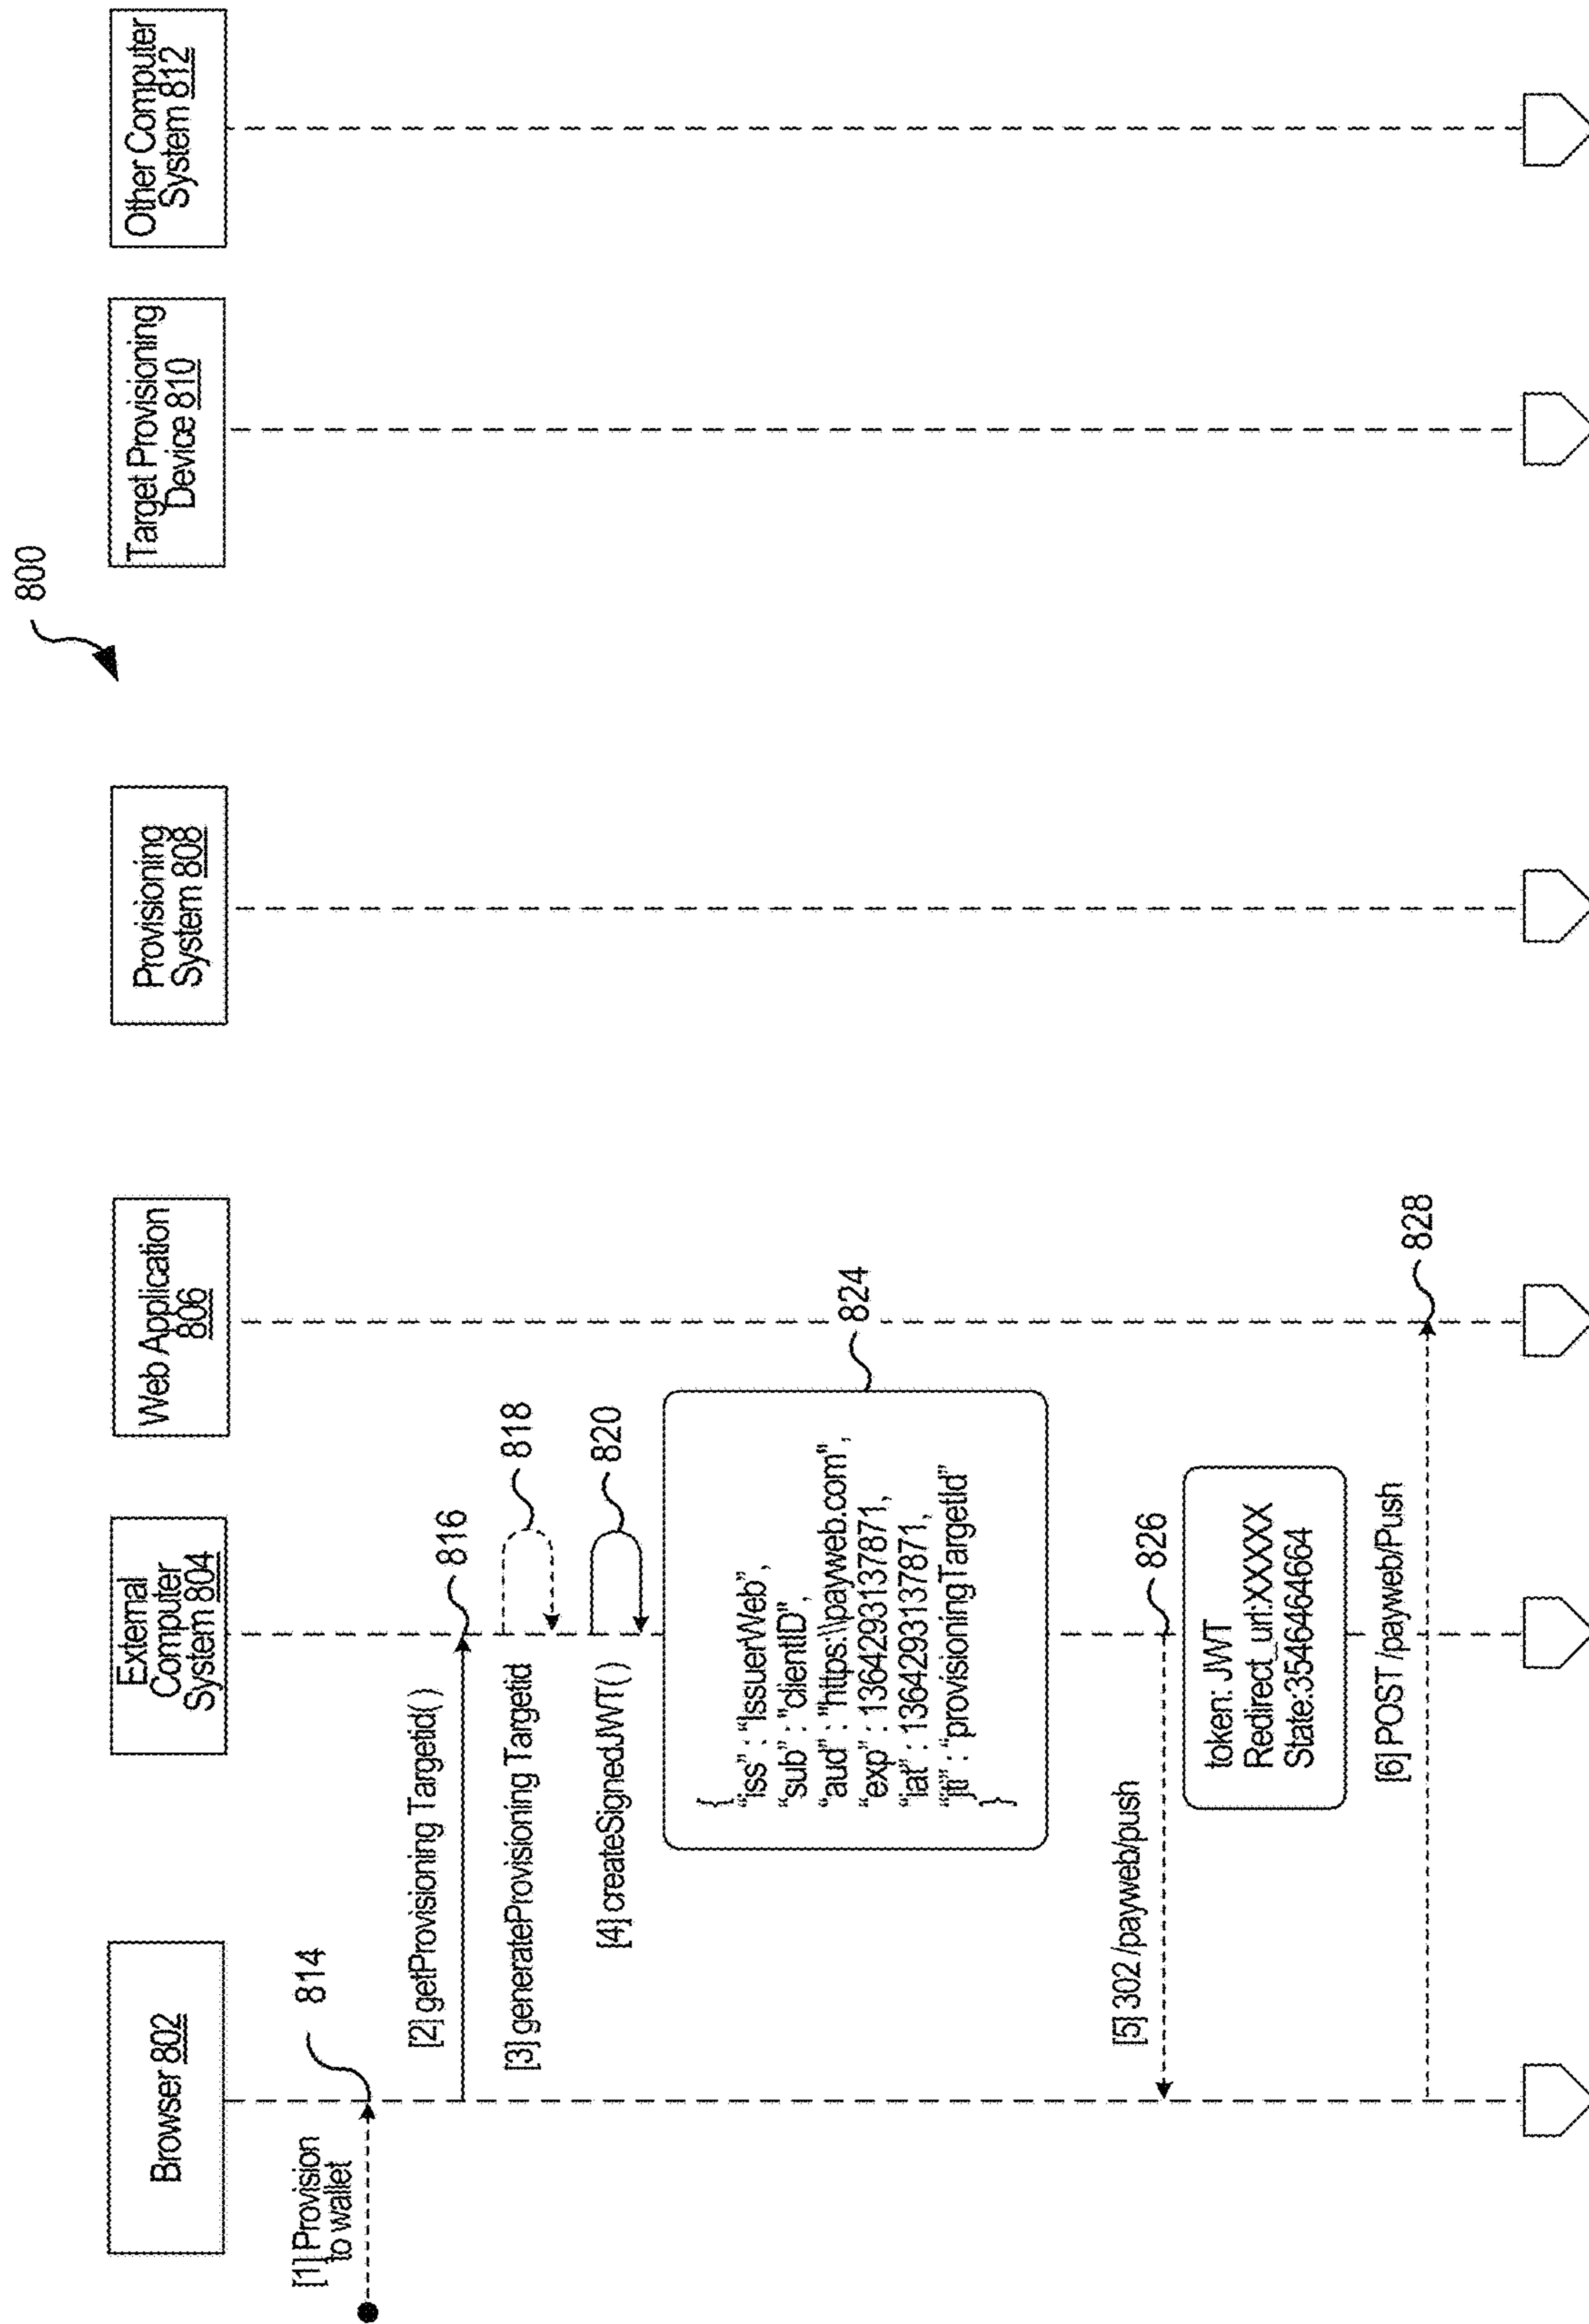 800
Browser 802
External
Computer
System 804
Web Application
806
Provisioning
System 808
Target Provisioning
Device 810
Other Computer
System 812
[1] Provision
to wallet
814
[2] getProvisioning TargetId( )
816
[3] generateProvisioning TargetId
818
[4] createSignedJWT( )
820
{
“iss” : “IssuerWeb”,
“sub” : “clientID”,
“aud” : “https:\\payweb.com”,
“exp” : 1364293137871,
“iat” : 1364293137871,
“jti” : “provisioningTargetId”
}
824
[5] 302 /payweb/push
826
token: JWT
Redirect_url:XXXXX
State:3546464664
[6] POST /payweb/Push
828